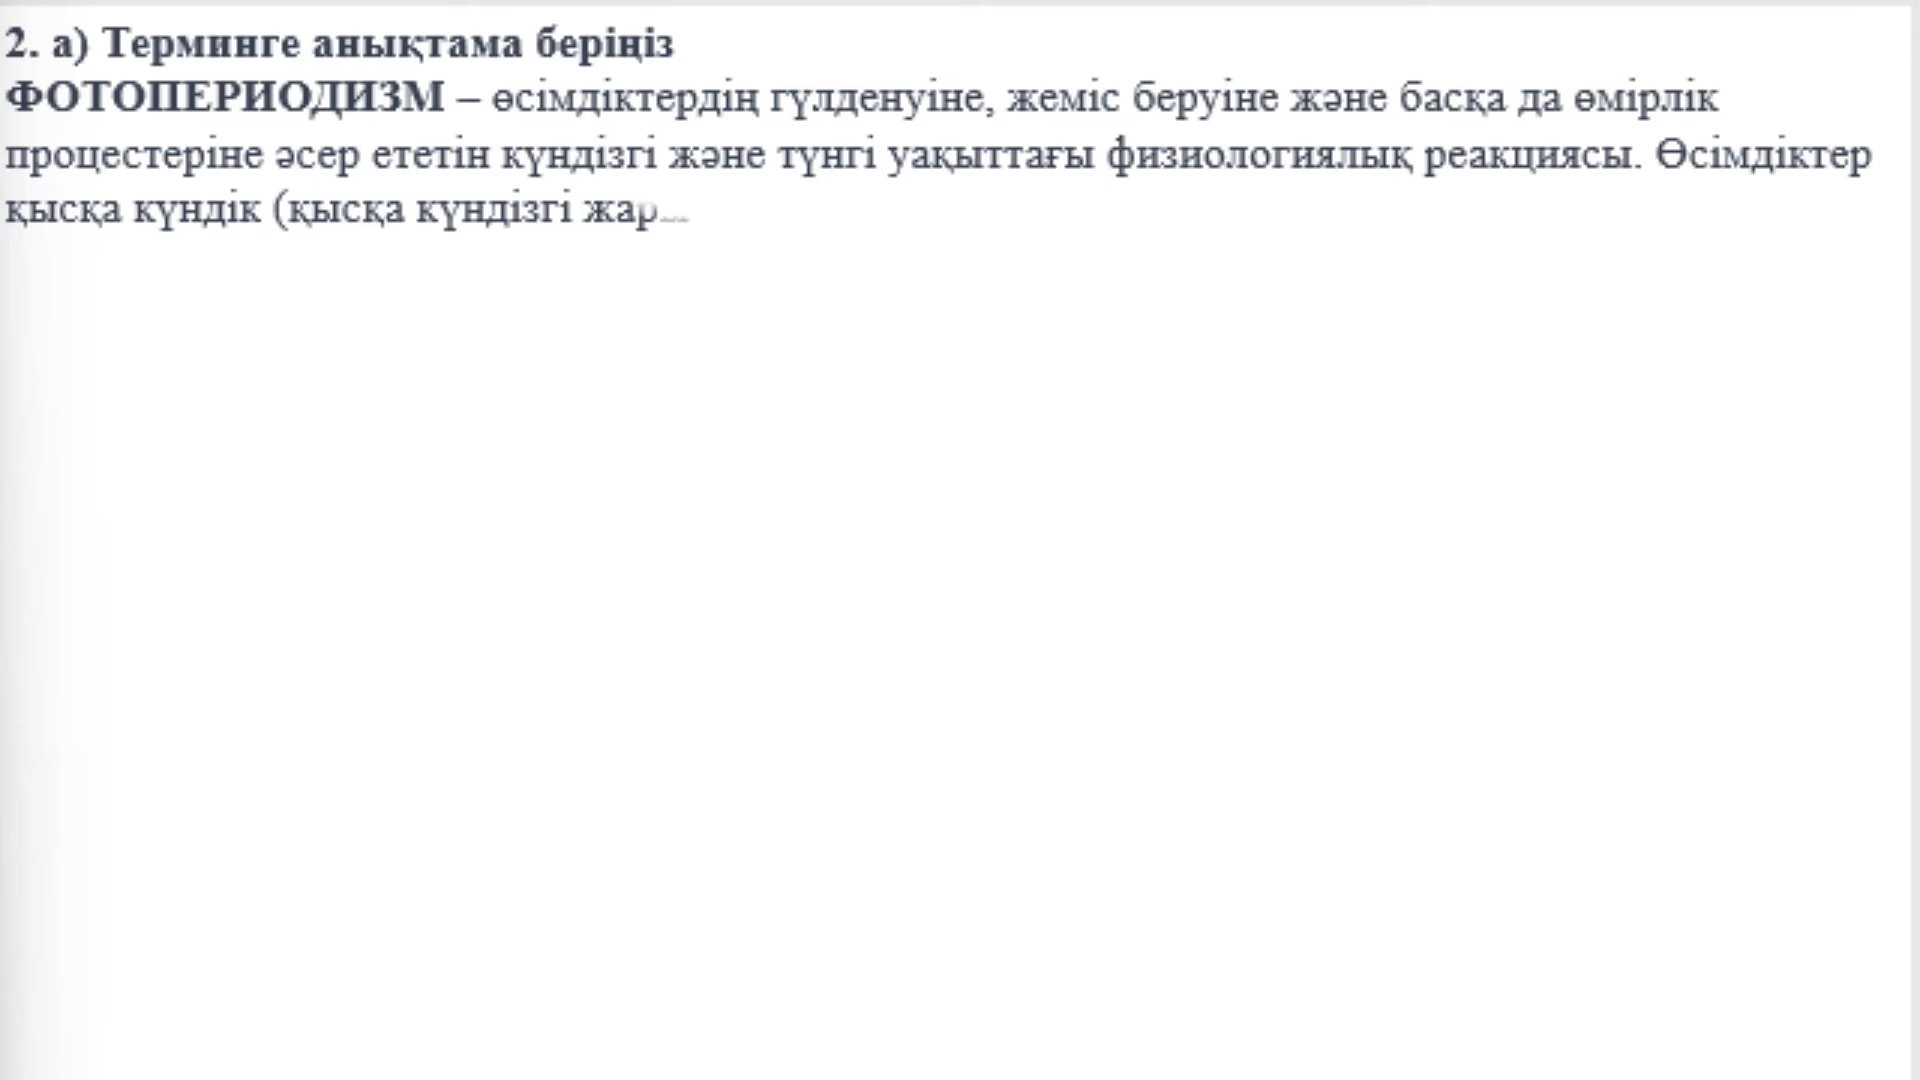 2. а) Терминге анықтама беріңіз
ФОТОПЕРИОДИЗМ – өсімдіктердің гүлденуіне, жеміс беруіне және басқа да өмірлік
процестеріне әсер ететін күндізгі және түнгі уақыттағы физиологиялық реакциясы. Өсімдіктер
қысқа күндік (қысқа күндізгі жар